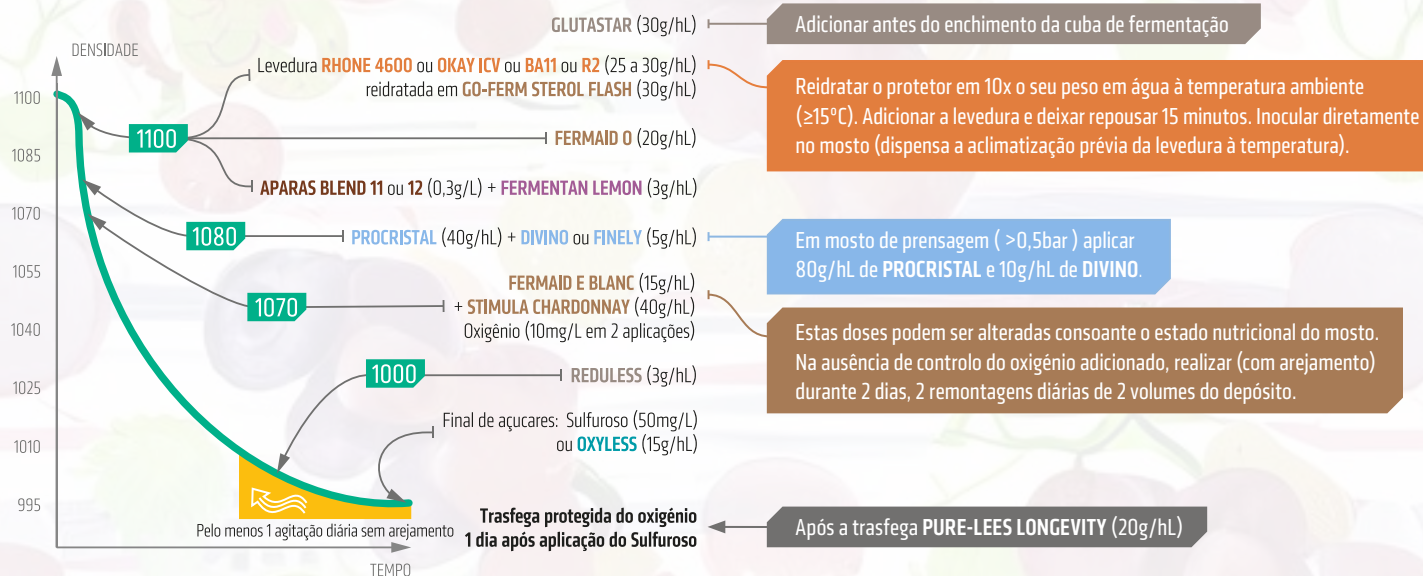 GLUTASTAR (30g/hL)
Adicionar antes do enchimento da cuba de fermentação
DENSIDADE
Levedura RHONE 4600 ou OKAY ICV ou BA11 ou R2 (25 a 30g/hL)
reidratada em GO-FERM STEROL FLASH (30g/hL)
Reidratar o protetor em 10x o seu peso em água à temperatura ambiente
(≥15ºC). Adicionar a levedura e deixar repousar 15 minutos. Inocular diretamente
no mosto (dispensa a aclimatização prévia da levedura à temperatura).
1100
1100
FERMAID O (20g/hL)
1085
APARAS BLEND 11 ou 12 (0,3g/L) + FERMENTAN LEMON (3g/hL)
1070
1080
PROCRISTAL (40g/hL) + DIVINO ou FINELY (5g/hL)
Em mosto de prensagem ( >0,5bar ) aplicar
80g/hL de PROCRISTAL e 10g/hL de DIVINO.
1055
1070
FERMAID E BLANC (15g/hL)
+ STIMULA CHARDONNAY (40g/hL)
Oxigênio (10mg/L em 2 aplicações)
Estas doses podem ser alteradas consoante o estado nutricional do mosto.
Na ausência de controlo do oxigénio adicionado, realizar (com arejamento)
durante 2 dias, 2 remontagens diárias de 2 volumes do depósito.
1040
1025
1000
REDULESS (3g/hL)
1010
Final de açucares: Sulfuroso (50mg/L)
ou OXYLESS (15g/hL)
995
Pelo menos 1 agitação diária sem arejamento
Trasfega protegida do oxigénio
1 dia após aplicação do Sulfuroso
Após a trasfega PURE-LEES LONGEVITY (20g/hL)
TEMPO